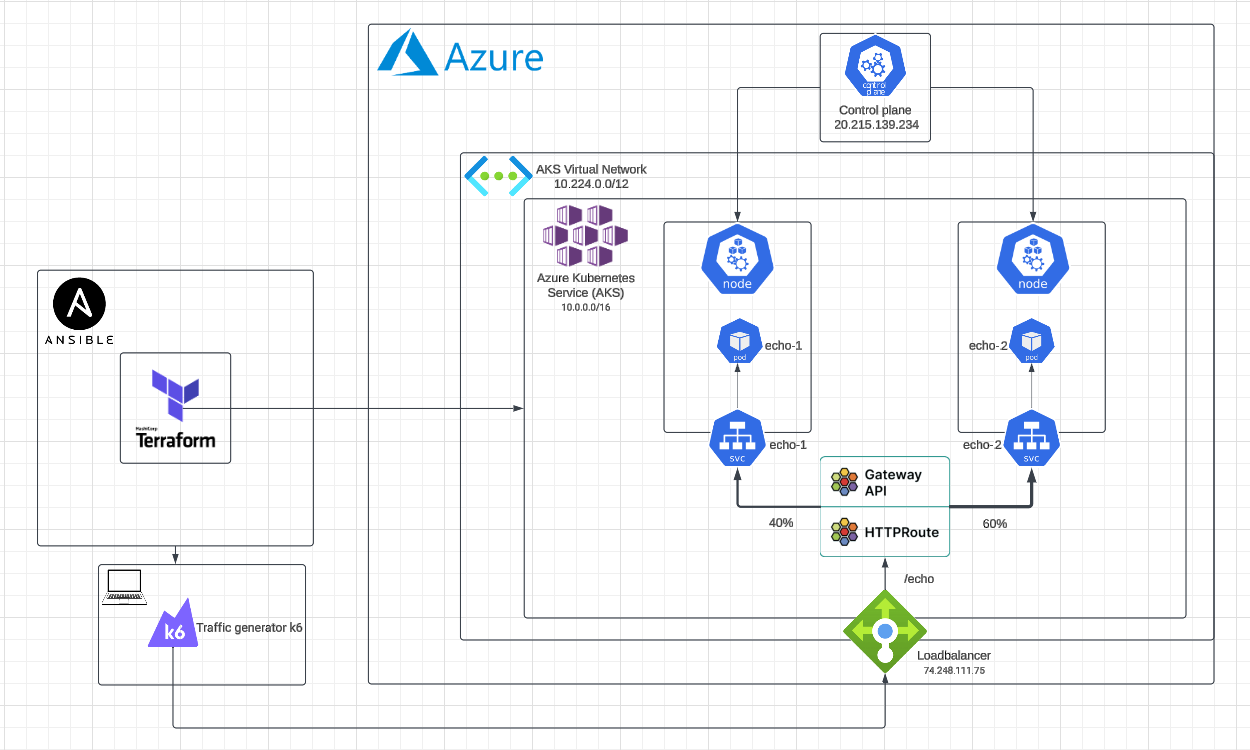 Azure
control
plane
Control plane
20.215.139.234
AKS Virtual Network
10.224.0.0/12
Azure Kubernetes
Service (AKS)
10.0.0.0/16
node
node
ANSIBLE
pod
echo-1
echo-2
pod
HashiCorp
Terraform
svc
echo-1
echo-2
svc
Gateway
API
40%
60%
HTTPRoute
/echo
k6
Traffic generator k6
Loadbalancer
74.248.111.75